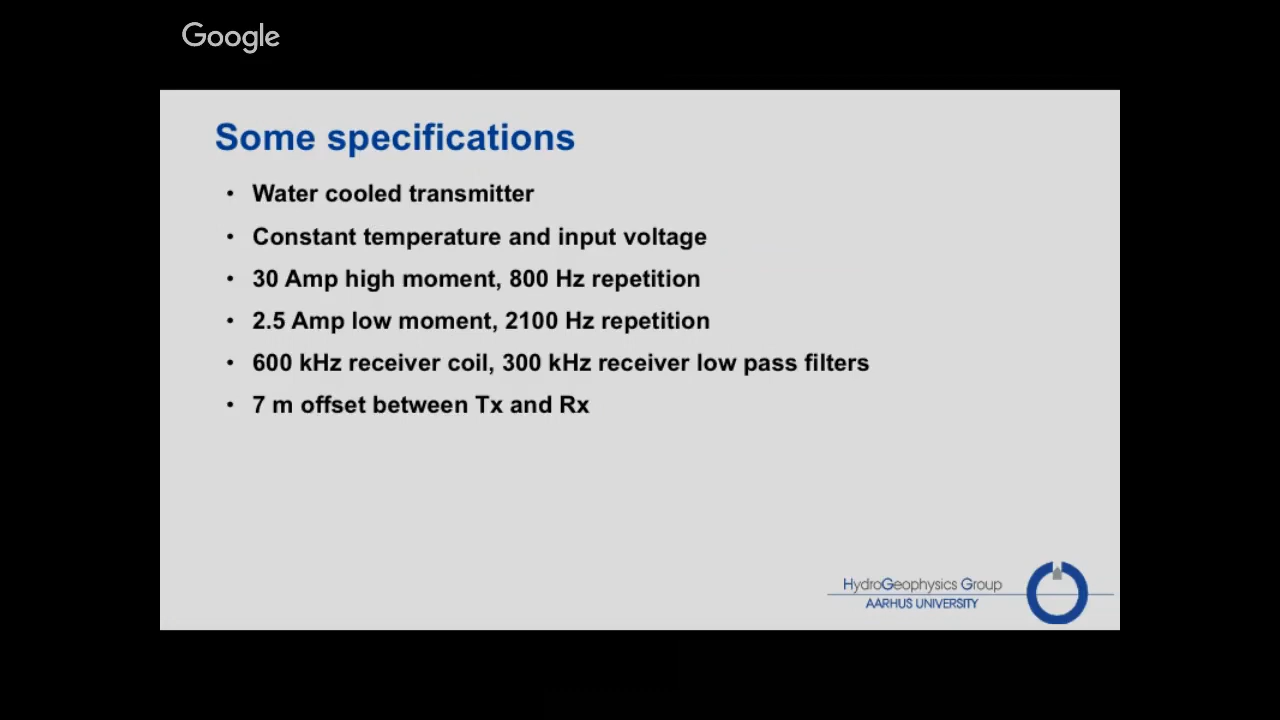 Google
Some specifications
• Water cooled transmitter
• Constant temperature and input voltage
• 30 Amp high moment, 800 Hz repetition
• 2.5 Amp low moment, 2100 Hz repetition
• 600 kHz receiver coil, 300 kHz receiver low pass filters
• 7 m offset between Tx and Rx
HydroGeophysics Group
AARHUS UNIVERSITY